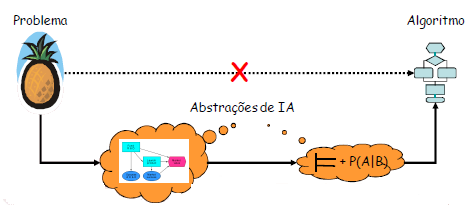 Problema
Algoritmo
Abstrações de IA
⊨ + P(A|B)